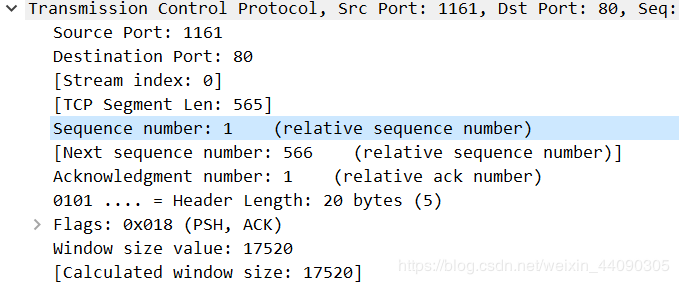 Transmission Control Protocol, Src Port: 1161, Dst Port: 80, Seq:
Source Port: 1161
Destination Port: 80
[Stream index: 0]
[TCP Segment Len: 565]
Sequence number: 1    (relative sequence number)
[Next sequence number: 566    (relative sequence number)]
Acknowledgment number: 1    (relative ack number)
0101 .... = Header Length: 20 bytes (5)
Flags: 0x018 (PSH, ACK)
Window size value: 17520
[Calculated window size: 17520]
https://blog.csdn.net/weixin_44090305